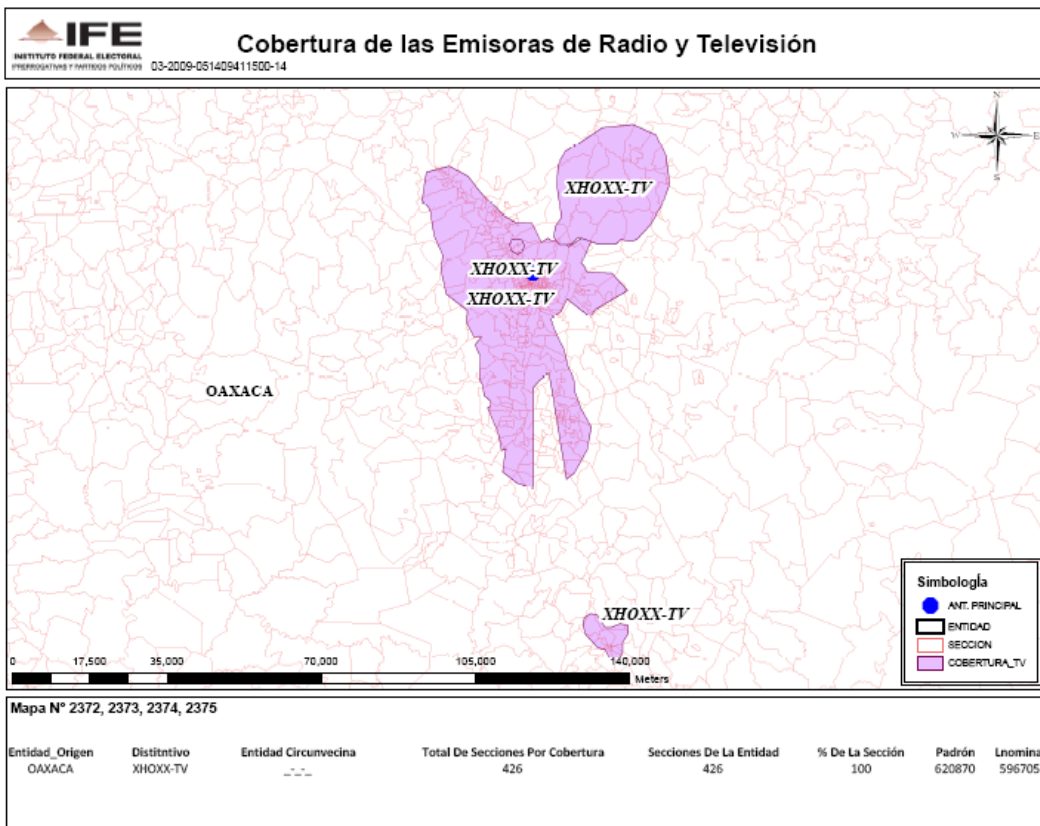 IFE
INSTITUTO FEDERAL ELECTORAL
PRERROGATIVAS Y PARTIDOS POLÍTICOS
03-2009-051409411500-14
Cobertura de las Emisoras de Radio y Televisión
N
W
E
S
XHOXX-TV
XHOXX-TV
XHOXX-TV
OAXACA
XHOXX-TV
Simbología
ANT. PRINCIPAL
ENTIDAD
SECCION
COBERTURA_TV
0 17,500 35,000 70,000 105,000 140,000
Meters
Mapa N° 2372, 2373, 2374, 2375
Entidad_Origen Distitntivo Entidad Circunvecina Total De Secciones Por Cobertura Secciones De La Entidad % De La Sección Padrón Lnomina
OAXACA XHOXX-TV _-_-_ 426 426 100 620870 596705